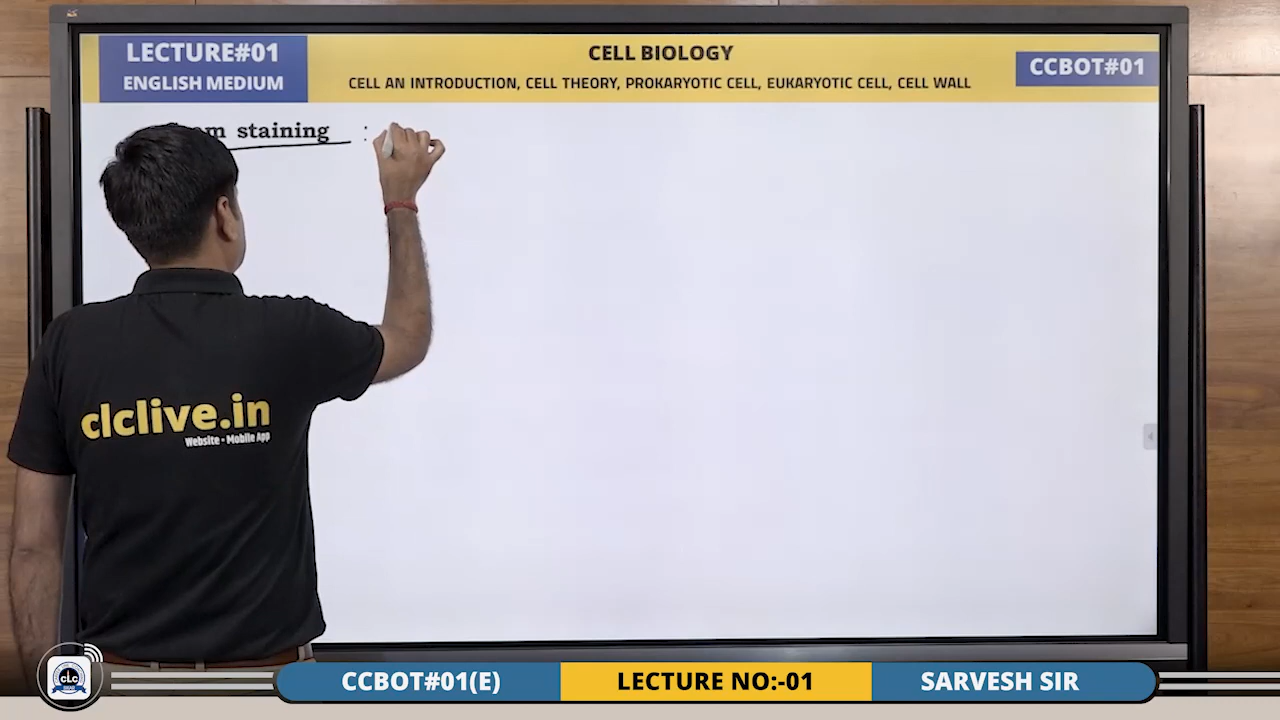 LECTURE#01
ENGLISH MEDIUM
CELL BIOLOGY
CELL AN INTRODUCTION, CELL THEORY, PROKARYOTIC CELL, EUKARYOTIC CELL, CELL WALL
CCBOT#01
staining :
clclive.in
Website - Mobile App
CLC
CCBOT#01(E)
LECTURE NO:-01
SARVESH SIR